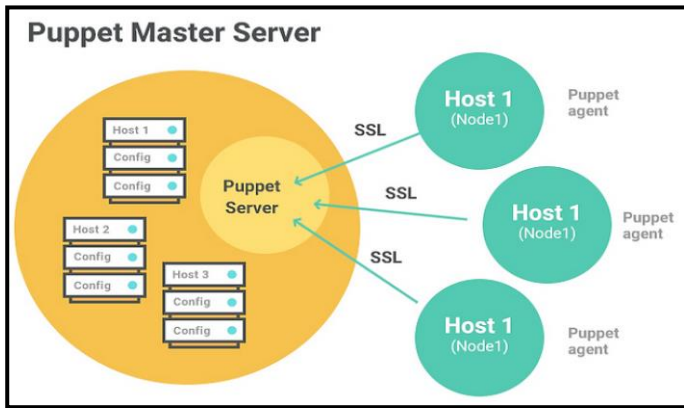 Puppet Master Server
Host 1
Config
Config
Host 2
Config
Config
Host 3
Config
Config
Puppet
Server
SSL
SSL
SSL
Host 1
(Node1)
Puppet
agent
Host 1
(Node1)
Puppet
agent
Host 1
(Node1)
Puppet
agent